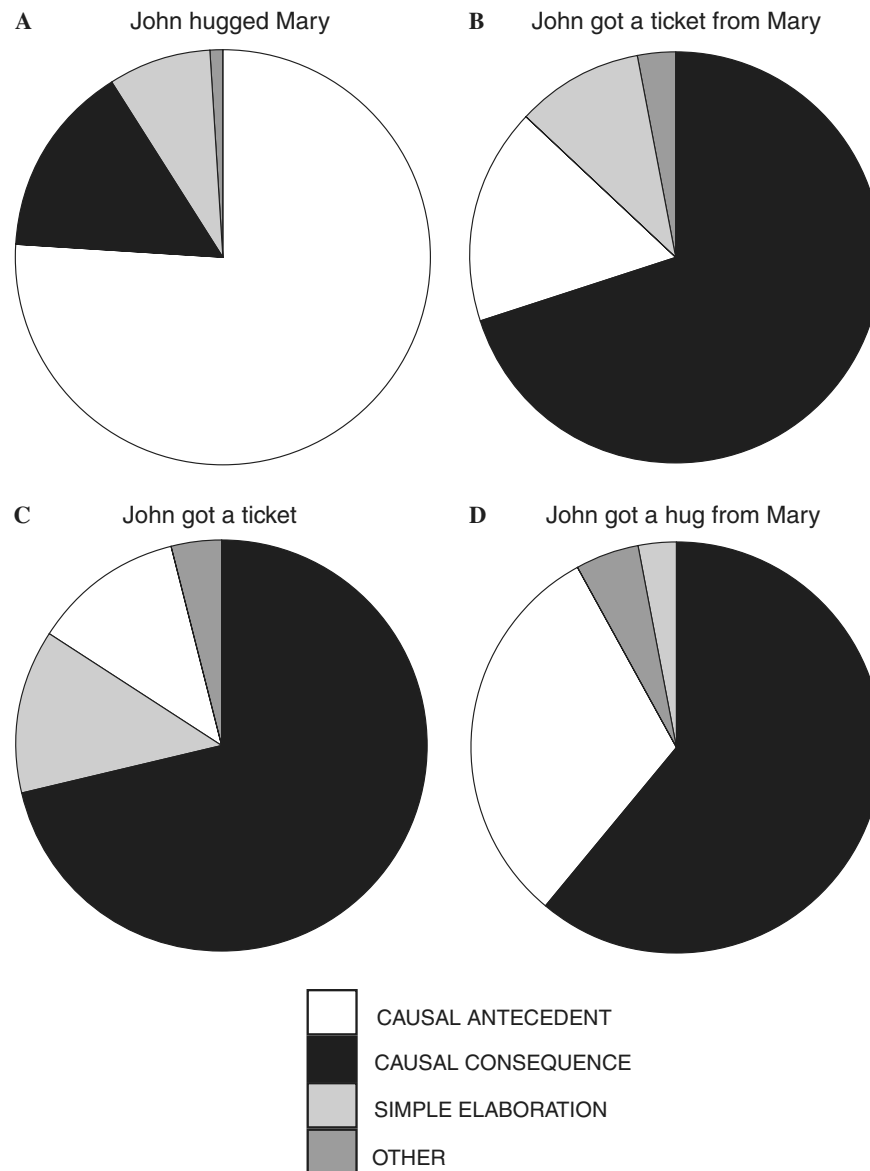 A John hugged Mary
B John got a ticket from Mary
C John got a ticket
D John got a hug from Mary
CAUSAL ANTECEDENT
CAUSAL CONSEQUENCE
SIMPLE ELABORATION
OTHER